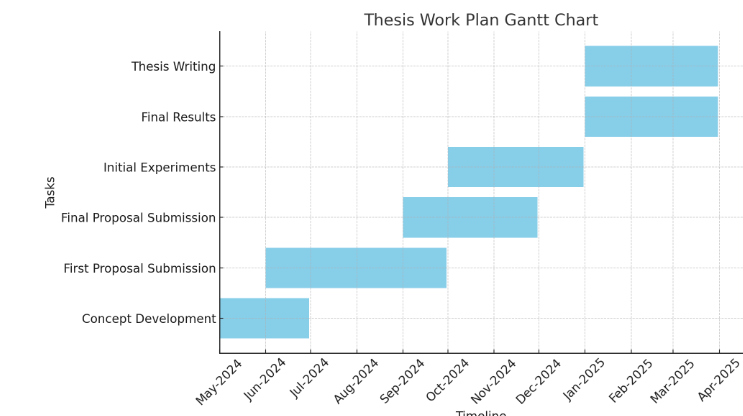 Thesis Work Plan Gantt Chart
Thesis Writing
Final Results
Initial Experiments
Final Proposal Submission
First Proposal Submission
Concept Development
Tasks
May-2024
Jun-2024
Jul-2024
Aug-2024
Sep-2024
Oct-2024
Nov-2024
Dec-2024
Jan-2025
Feb-2025
Mar-2025
Apr-2025
Timeline